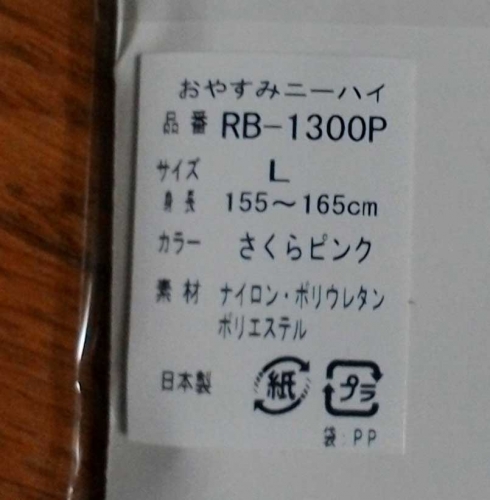 おやすみニーハイ
品番 RB-1300P
サイズ L
身長 155～165cm
カラー さくらピンク
素材 ナイロン・ポリウレタン
ポリエステル
日本製 紙 プラ
袋：PP